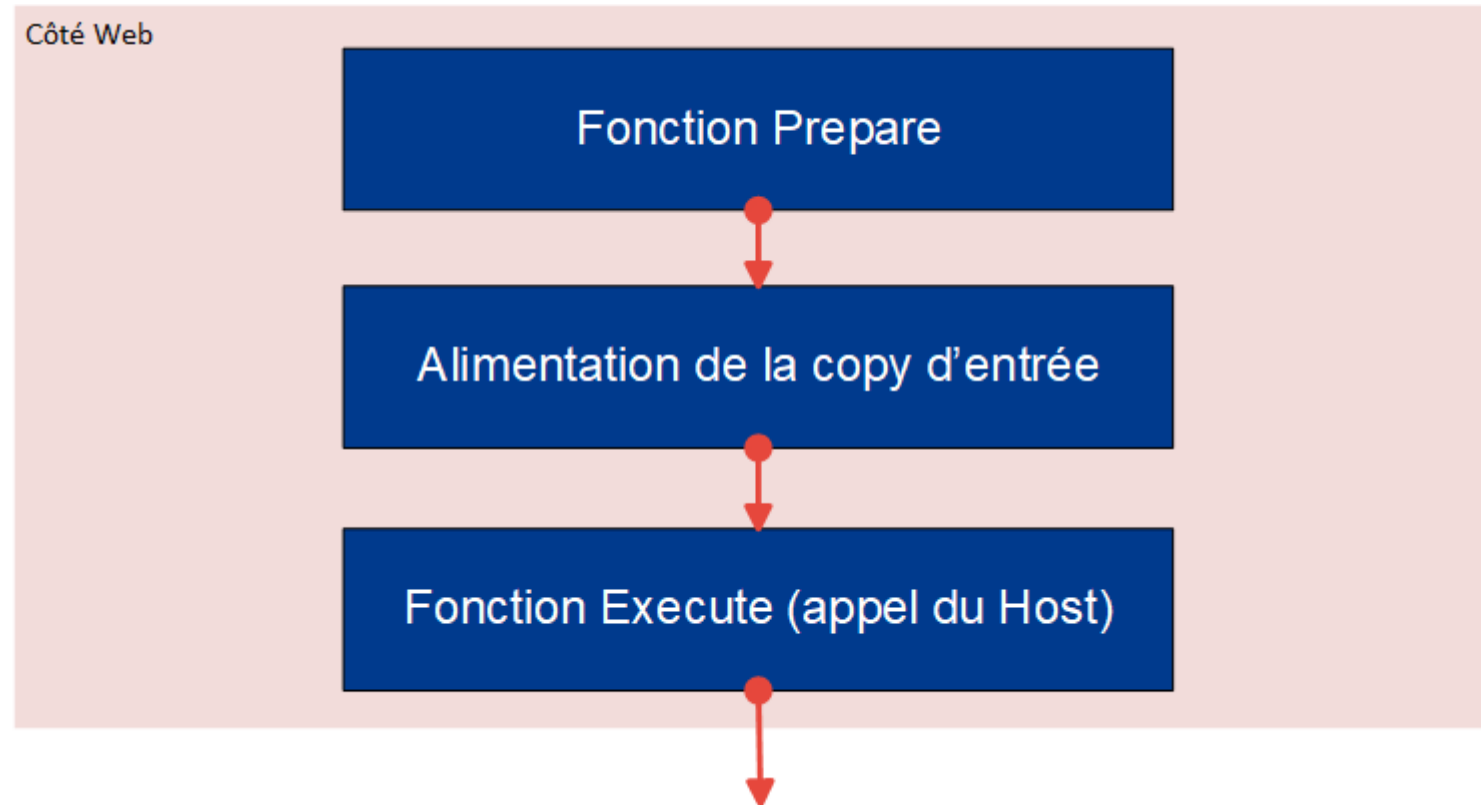 Côté Web
Fonction Prepare
Alimentation de la copy d’entrée
Fonction Execute (appel du Host)